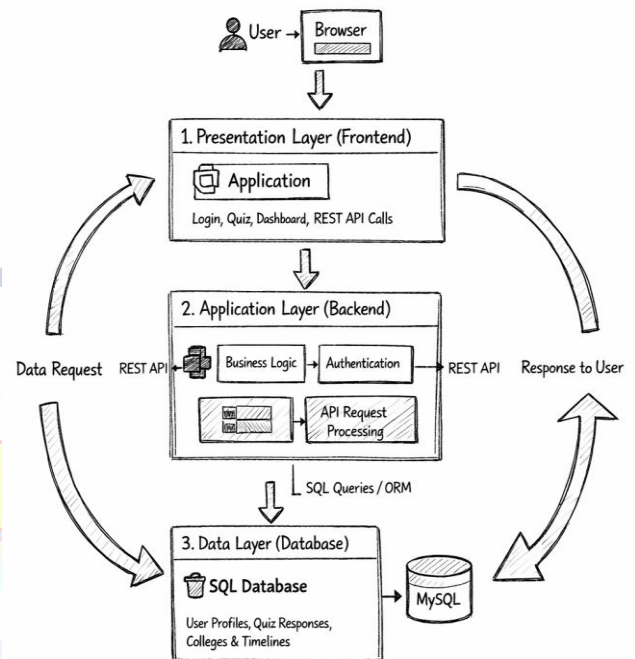 User
Browser
1. Presentation Layer (Frontend)
Application
Login, Quiz, Dashboard, REST API Calls
2. Application Layer (Backend)
Data Request
REST API
Business Logic
Authentication
REST API
Response to User
API Request
Processing
SQL Queries / ORM
3. Data Layer (Database)
SQL Database
MySQL
User Profiles, Quiz Responses,
Colleges & Timelines